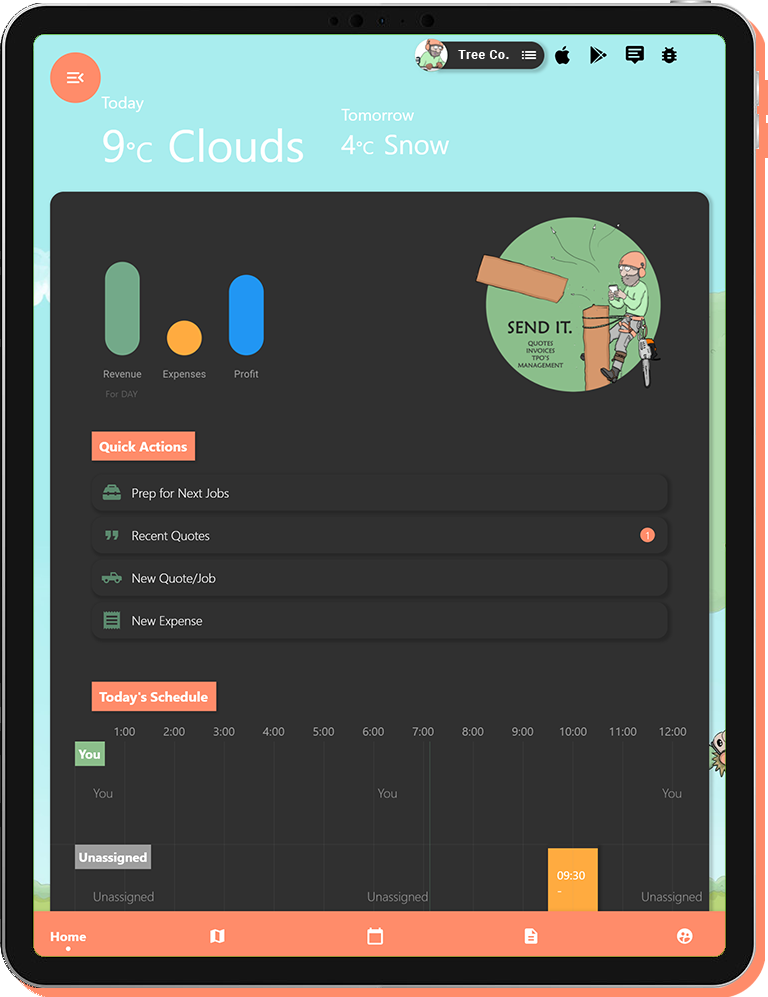 Tree Co.
Today
9°C Clouds
Tomorrow
4°C Snow
SEND IT.
QUOTES
INVOICES
TPO'S
MANAGEMENT
Revenue Expenses Profit
For DAY
Quick Actions
Prep for Next Jobs
Recent Quotes 1
New Quote/Job
New Expense
Today's Schedule
1:00 2:00 3:00 4:00 5:00 6:00 7:00 8:00 9:00 10:00 11:00 12:00
You
You You You
Unassigned
09:30
-
Unassigned Unassigned Unassigned
Home